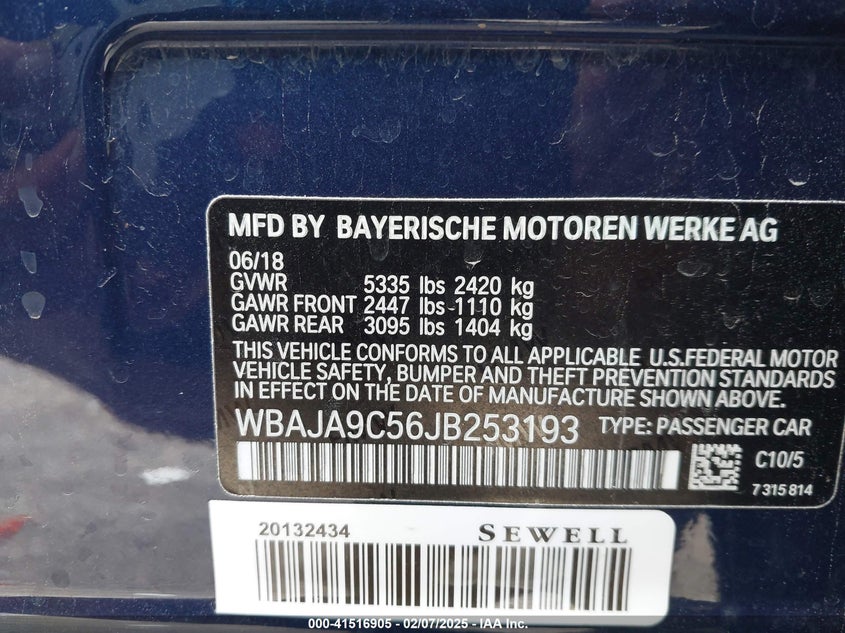 MFD BY BAYERISCHE MOTOREN WERKE AG
06/18
GVWR 5335 lbs 2420 kg
GAWR FRONT 2447 lbs 1110 kg
GAWR REAR 3095 lbs 1404 kg
THIS VEHICLE CONFORMS TO ALL APPLICABLE U.S.FEDERAL MOTOR
VEHICLE SAFETY, BUMPER AND THEFT PREVENTION STANDARDS
IN EFFECT ON THE DATE OF MANUFACTURE SHOWN ABOVE.
WBAJA9C56JB253193 TYPE: PASSENGER CAR
C10/5
7315814
20132434 SEWELL
000-41516905 - 02/07/2025 - IAA Inc.